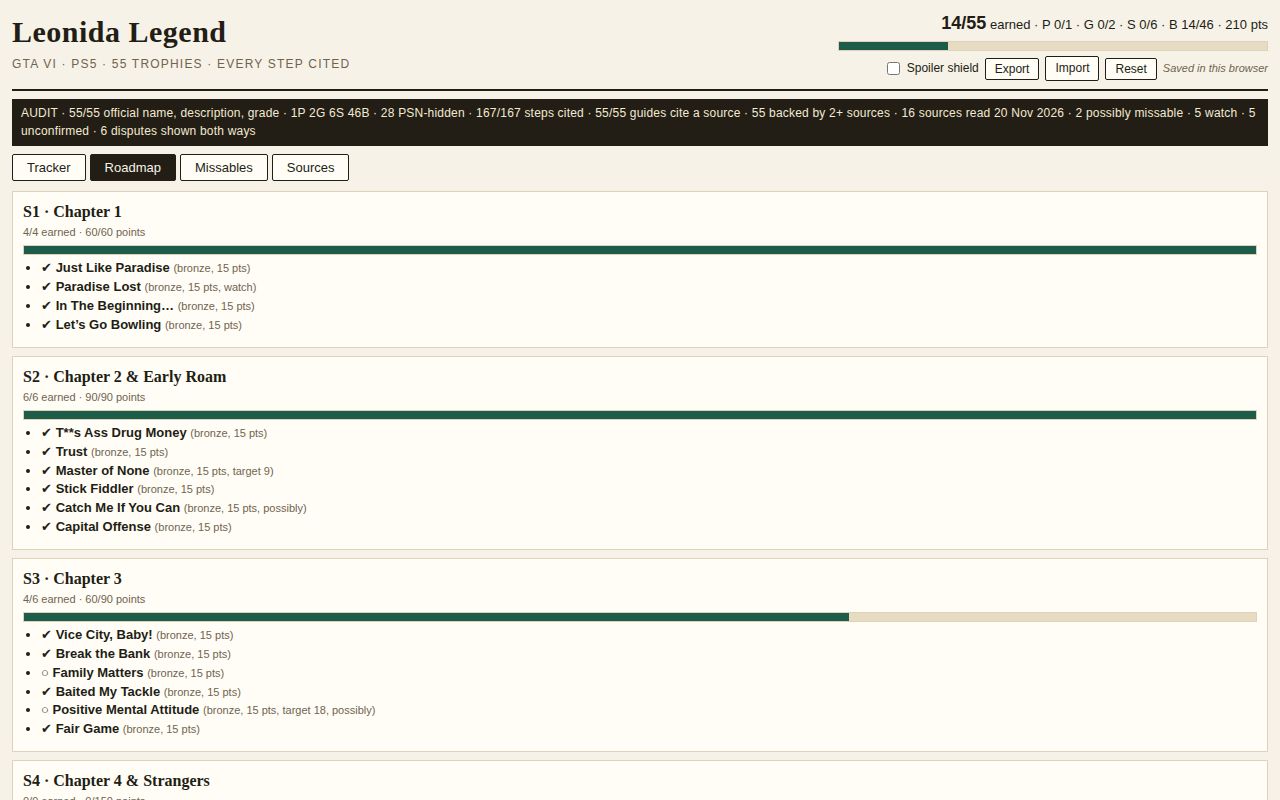 Leonida Legend
GTA VI · PS5 · 55 TROPHIES · EVERY STEP CITED
14/55 earned · P 0/1 · G 0/2 · S 0/6 · B 14/46 · 210 pts
Spoiler shield Export Import Reset Saved in this browser
AUDIT · 55/55 official name, description, grade · 1P 2G 6S 46B · 28 PSN-hidden · 167/167 steps cited · 55/55 guides cite a source · 55 backed by 2+ sources · 16 sources read 20 Nov 2026 · 2 possibly missable · 5 watch · 5
unconfirmed · 6 disputes shown both ways
Tracker Roadmap Missables Sources
S1 · Chapter 1
4/4 earned · 60/60 points
• ✔ Just Like Paradise (bronze, 15 pts)
• ✔ Paradise Lost (bronze, 15 pts, watch)
• ✔ In The Beginning… (bronze, 15 pts)
• ✔ Let’s Go Bowling (bronze, 15 pts)
S2 · Chapter 2 & Early Roam
6/6 earned · 90/90 points
• ✔ T**s Ass Drug Money (bronze, 15 pts)
• ✔ Trust (bronze, 15 pts)
• ✔ Master of None (bronze, 15 pts, target 9)
• ✔ Stick Fiddler (bronze, 15 pts)
• ✔ Catch Me If You Can (bronze, 15 pts, possibly)
• ✔ Capital Offense (bronze, 15 pts)
S3 · Chapter 3
4/6 earned · 60/90 points
• ✔ Vice City, Baby! (bronze, 15 pts)
• ✔ Break the Bank (bronze, 15 pts)
• ○ Family Matters (bronze, 15 pts)
• ✔ Baited My Tackle (bronze, 15 pts)
• ○ Positive Mental Attitude (bronze, 15 pts, target 18, possibly)
• ✔ Fair Game (bronze, 15 pts)
S4 · Chapter 4 & Strangers